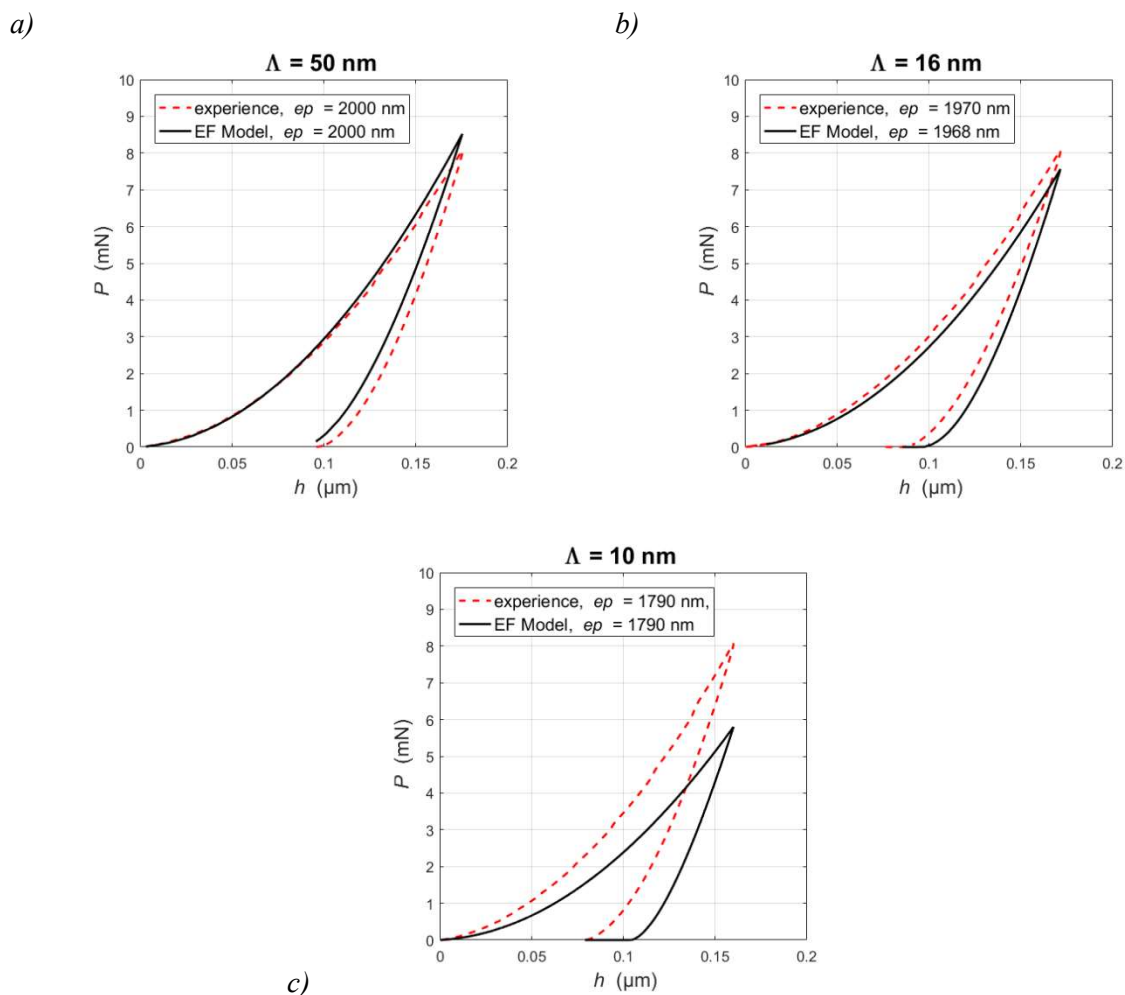 a)
b)
Λ = 50 nm
10
9
8
7
6
5
4
3
2
1
0
P (mN)
experience, ep = 2000 nm
EF Model, ep = 2000 nm
0
0.05
0.1
0.15
0.2
h (μm)
Λ = 16 nm
10
9
8
7
6
5
4
3
2
1
0
P (mN)
experience, ep = 1970 nm
EF Model, ep = 1968 nm
0
0.05
0.1
0.15
0.2
h (μm)
Λ = 10 nm
10
9
8
7
6
5
4
3
2
1
0
P (mN)
experience, ep = 1790 nm,
EF Model, ep = 1790 nm
0
0.05
0.1
0.15
0.2
h (μm)
c)